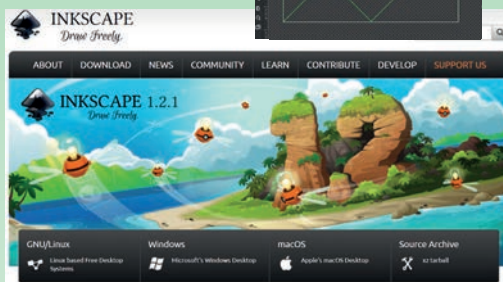 INKSCAPE
Draw Freely.
ABOUT DOWNLOAD NEWS COMMUNITY LEARN CONTRIBUTE DEVELOP SUPPORT US
INKSCAPE 1.2.1
Draw Freely
12
GNU/Linux
Linux based Free Desktop
Systems
Windows
Microsoft's Windows Desktop
macOS
Apple's macOS Desktop
Source Archive
xz tarball